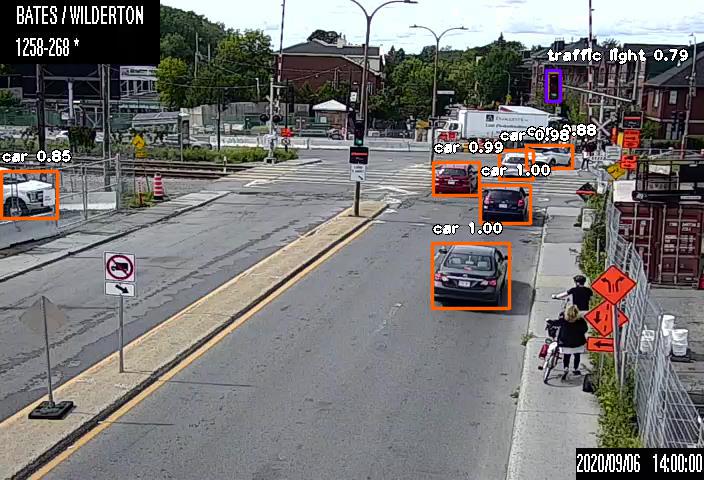 BATES / WILDERTON
1258-268 *
traffic light 0.79
car 0.98
0.88
car 0.99
car 0.85
car 1.00
car 1.00
2020/09/06 14:00:00